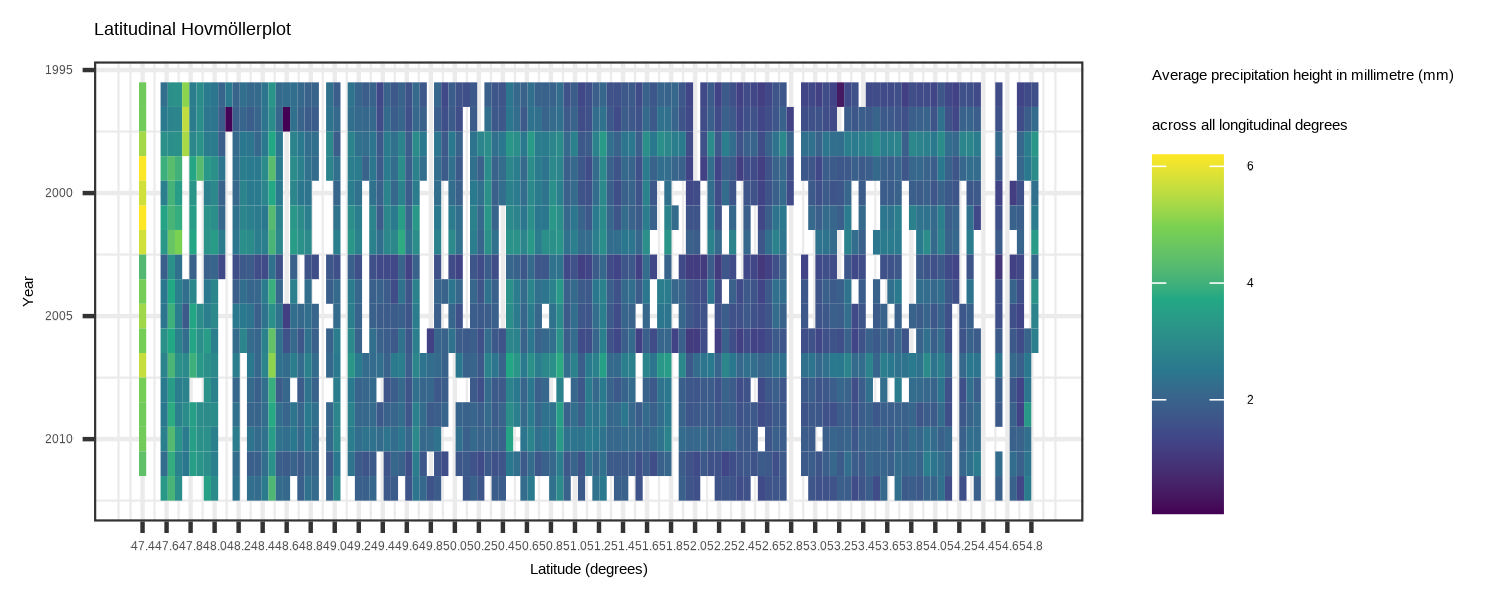 Latitudinal Hovmöllerplot
1995
2000
2005
2010
Year
47.447.647.848.048.248.448.648.849.049.249.449.649.850.050.250.450.650.851.051.251.451.651.852.052.252.452.652.853.053.253.453.653.854.054.254.454.654.8
Latitude (degrees)
Average precipitation height in millimetre (mm)
across all longitudinal degrees
6
4
2